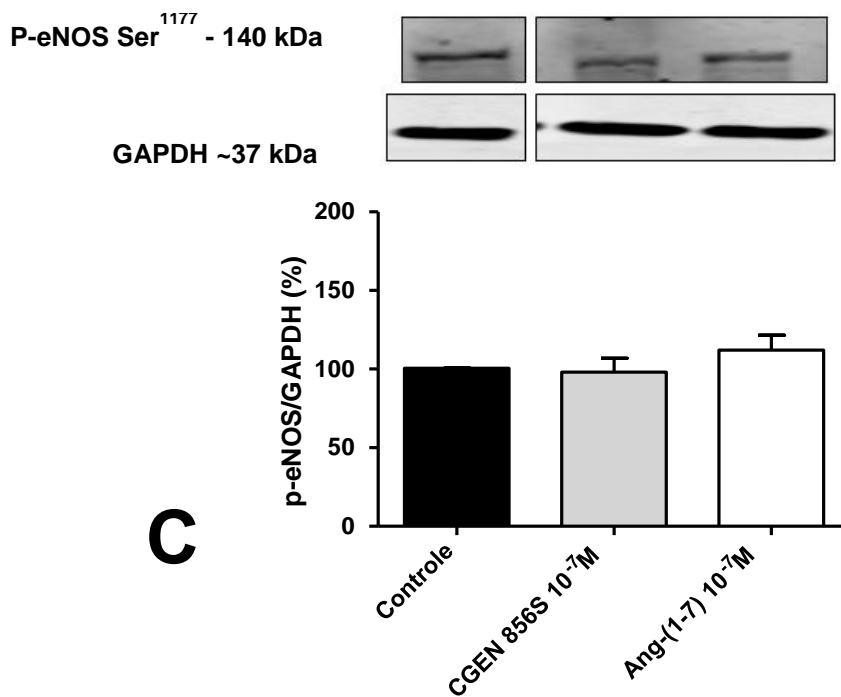 P-eNOS Ser¹¹⁷⁷ - 140 kDa
GAPDH ~37 kDa
p-eNOS/GAPDH (%)
200
150
100
50
0
C
Controle
CGEN 856S 10⁻⁷M
Ang-(1-7) 10⁻⁷M